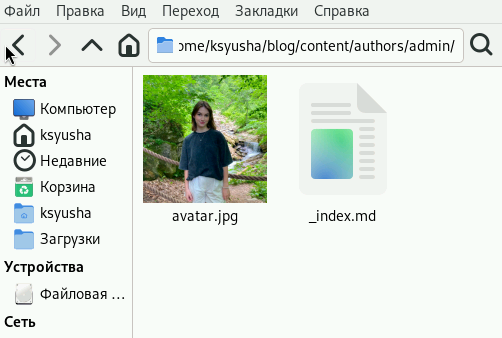 Файл Правка Вид Переход Закладки Справка
ome/ksyusha/blog/content/authors/admin/
Места
Компьютер
ksyusha
Недавние
Корзина
ksyusha
Загрузки
Устройства
Файловая …
Сеть
avatar.jpg _index.md